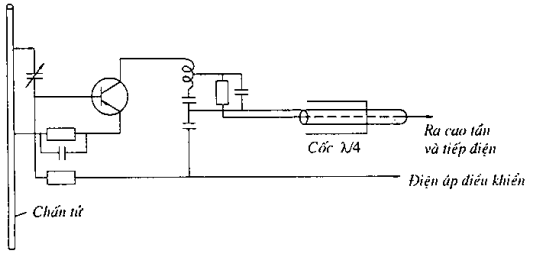 Ra cao tần
và tiếp điện
Cốc λ/4
Điện áp điều khiển
Chấn tử